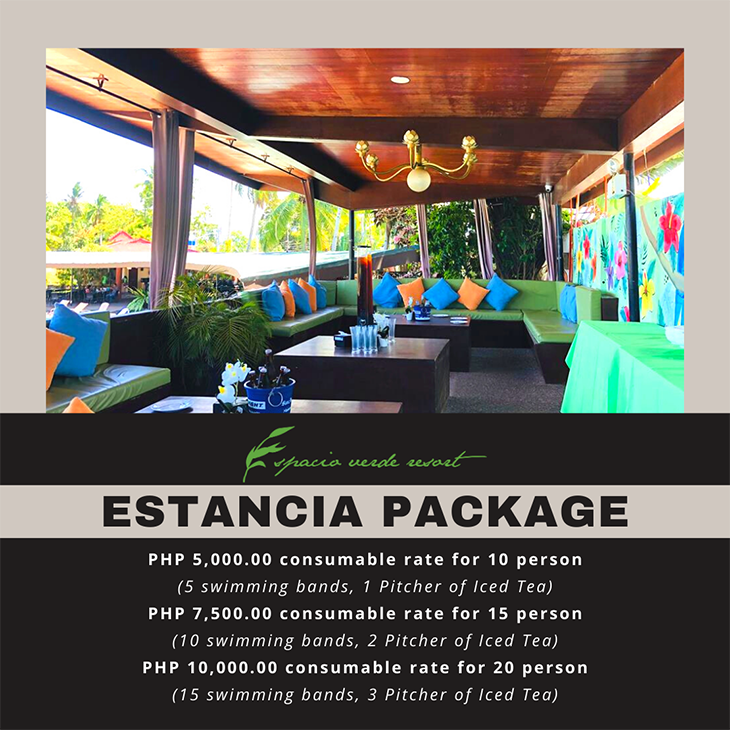 Espacio verde resort
ESTANCIA PACKAGE
PHP 5,000.00 consumable rate for 10 person
(5 swimming bands, 1 Pitcher of Iced Tea)
PHP 7,500.00 consumable rate for 15 person
(10 swimming bands, 2 Pitcher of Iced Tea)
PHP 10,000.00 consumable rate for 20 person
(15 swimming bands, 3 Pitcher of Iced Tea)